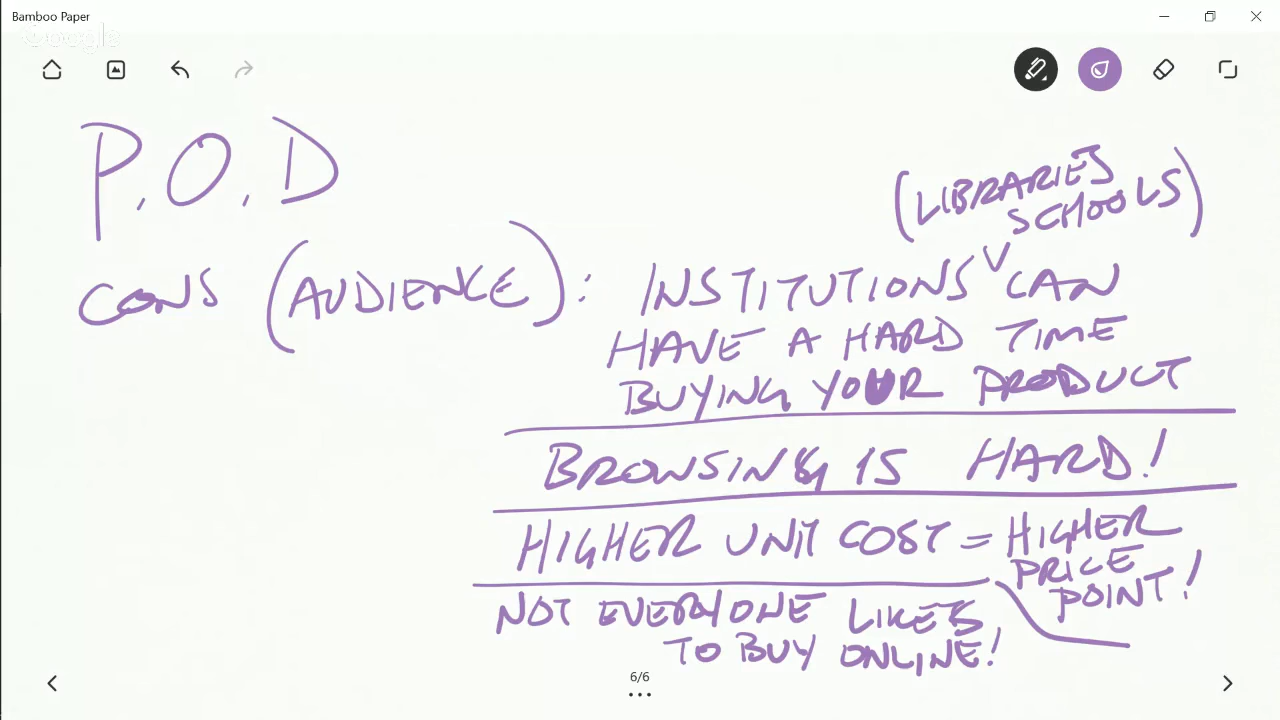 Bamboo Paper
Google
P.O.D
(LIBRARIES
SCHOOLS)
CONS (AUDIENCE): INSTITUTIONS V CAN
HAVE A HARD TIME
BUYING YOUR PRODUCT
BROWSING IS HARD!
HIGHER UNIT COST = HIGHER
PRICE
POINT!
NOT EVERYONE LIKES
TO BUY ONLINE!
6/6